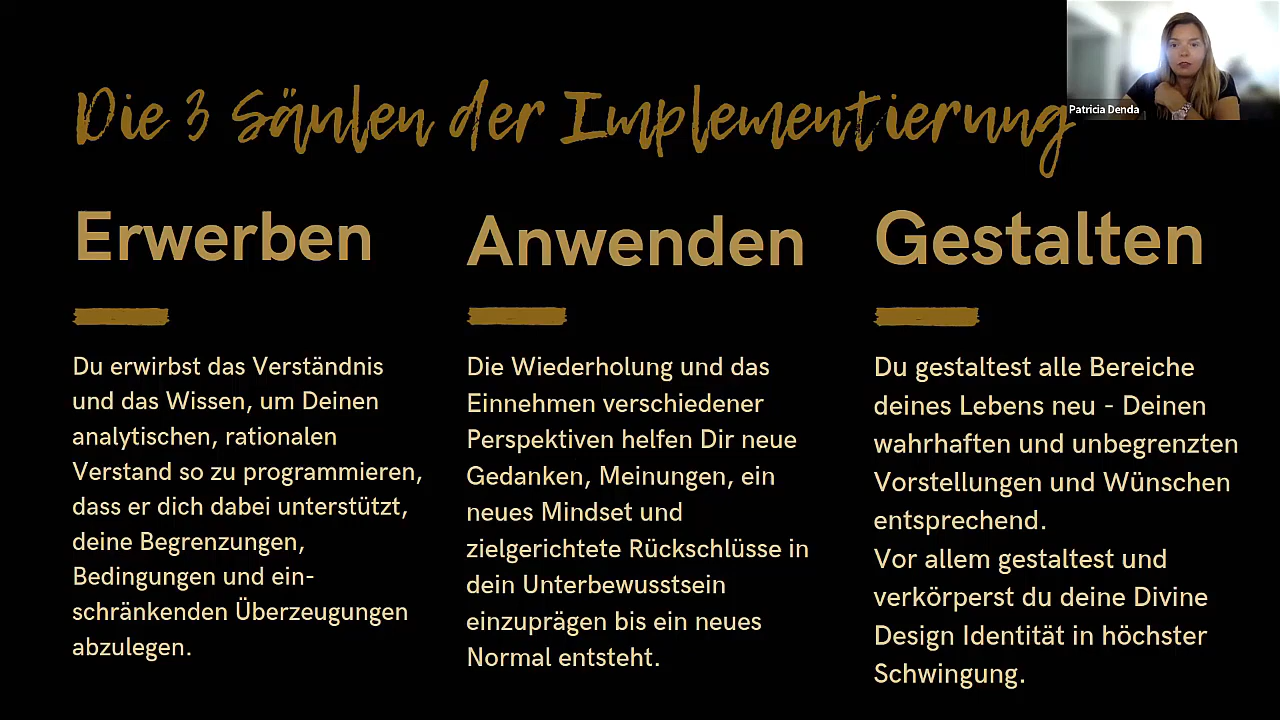 Die 3 Säulen der Implementierung
Patricia Denda
Erwerben
Du erwirbst das Verständnis
und das Wissen, um Deinen
analytischen, rationalen
Verstand so zu programmieren,
dass er dich dabei unterstützt,
deine Begrenzungen,
Bedingungen und ein-
schränkenden Überzeugungen
abzulegen.
Anwenden
Die Wiederholung und das
Einnehmen verschiedener
Perspektiven helfen Dir neue
Gedanken, Meinungen, ein
neues Mindset und
zielgerichtete Rückschlüsse in
dein Unterbewusstsein
einzuprägen bis ein neues
Normal entsteht.
Gestalten
Du gestaltest alle Bereiche
deines Lebens neu - Deinen
wahrhaften und unbegrenzten
Vorstellungen und Wünschen
entsprechend.
Vor allem gestaltest und
verkörperst du deine Divine
Design Identität in höchster
Schwingung.